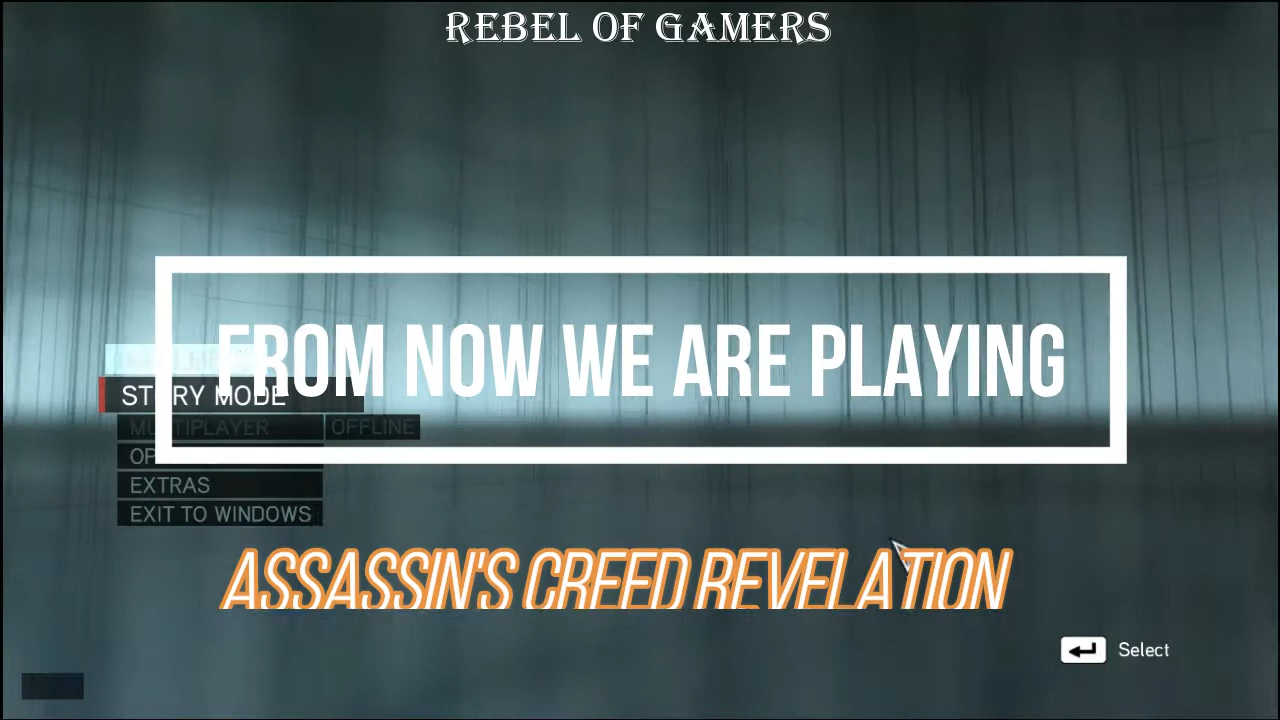 REBEL OF GAMERS
FROM NOW WE ARE PLAYING
STORY MODE
MULTIPLAYER OFFLINE
EXTRAS
EXIT TO WINDOWS
ASSASSIN'S CREED REVELATION
Select